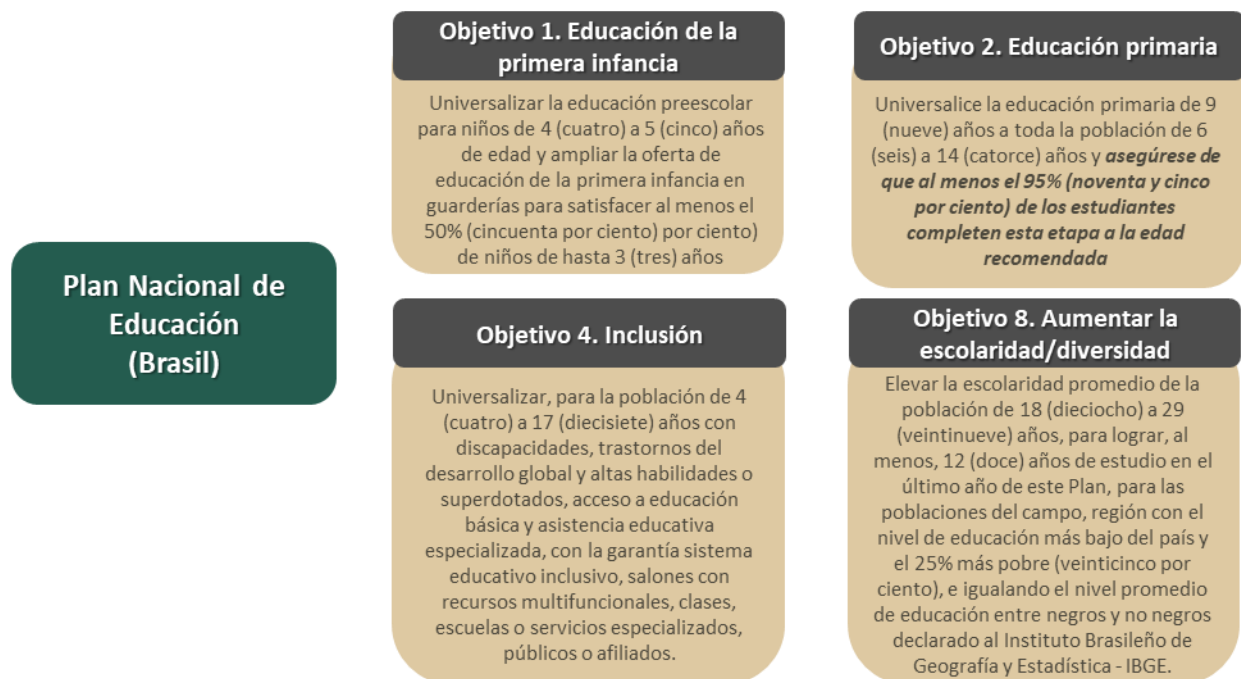 Plan Nacional de
Educación
(Brasil)
Objetivo 1. Educación de la
primera infancia
Universalizar la educación preescolar
para niños de 4 (cuatro) a 5 (cinco) años
de edad y ampliar la oferta de
educación de la primera infancia en
guarderías para satisfacer al menos el
50% (cincuenta por ciento) por ciento)
de niños de hasta 3 (tres) años
Objetivo 2. Educación primaria
Universalice la educación primaria de 9
(nueve) años a toda la población de 6
(seis) a 14 (catorce) años y asegúrese de
que al menos el 95% (noventa y cinco
por ciento) de los estudiantes
completen esta etapa a la edad
recomendada
Objetivo 4. Inclusión
Universalizar, para la población de 4
(cuatro) a 17 (diecisiete) años con
discapacidades, trastornos del
desarrollo global y altas habilidades o
superdotados, acceso a educación
básica y asistencia educativa
especializada, con la garantía sistema
educativo inclusivo, salones con
recursos multifuncionales, clases,
escuelas o servicios especializados,
públicos o afiliados.
Objetivo 8. Aumentar la
escolaridad/diversidad
Elevar la escolaridad promedio de la
población de 18 (dieciocho) a 29
(veintinueve) años, para lograr, al
menos, 12 (doce) años de estudio en el
último año de este Plan, para las
poblaciones del campo, región con el
nivel de educación más bajo del país y
el 25% más pobre (veinticinco por
ciento), e igualando el nivel promedio
de educación entre negros y no negros
declarado al Instituto Brasileño de
Geografía y Estadística - IBGE.